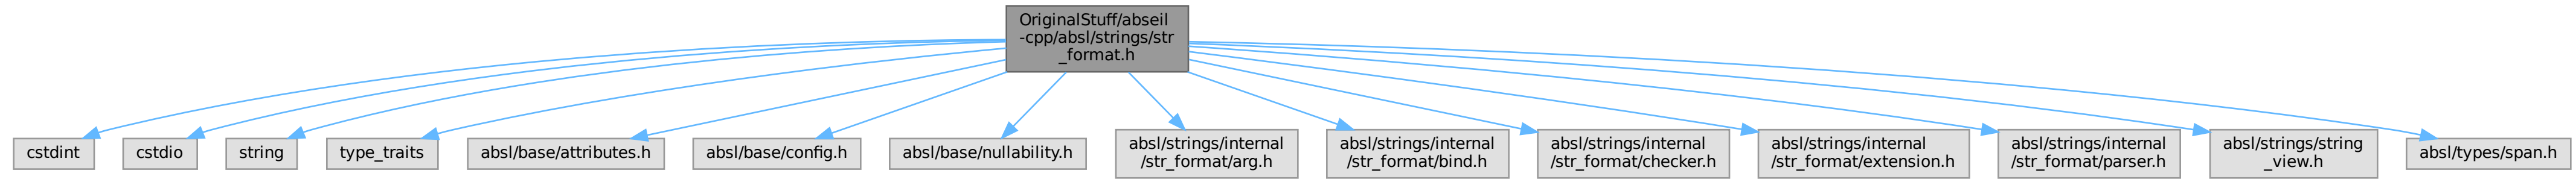 OriginalStuff/abseil
-cpp/absl/strings/str
_format.h
cstdint
cstdio
string
type_traits
absl/base/attributes.h
absl/base/config.h
absl/base/nullability.h
absl/strings/internal
/str_format/arg.h
absl/strings/internal
/str_format/bind.h
absl/strings/internal
/str_format/checker.h
absl/strings/internal
/str_format/extension.h
absl/strings/internal
/str_format/parser.h
absl/strings/string
_view.h
absl/types/span.h